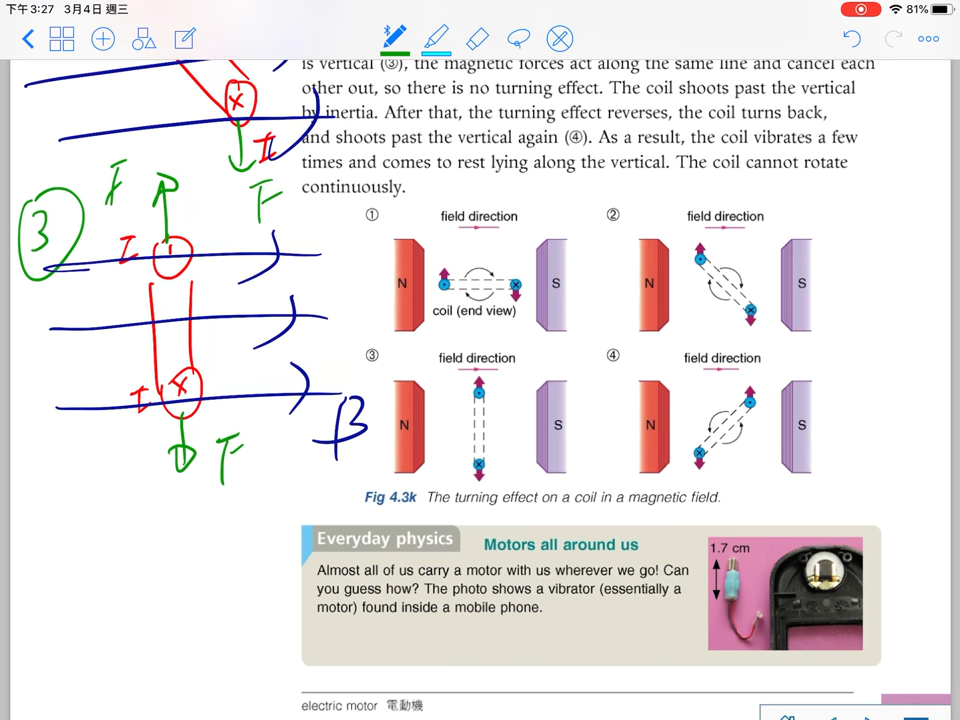 下午3:27 3月4日 週三
81%
is vertical (③), the magnetic forces act along the same line and cancel each
other out, so there is no turning effect. The coil shoots past the vertical
by inertia. After that, the turning effect reverses, the coil turns back,
and shoots past the vertical again (④). As a result, the coil vibrates a few
times and comes to rest lying along the vertical. The coil cannot rotate
continuously.
X
I
F
F
3
I
X
I
B
F
① field direction
N
S
coil (end view)
② field direction
N
S
③ field direction
N
S
④ field direction
N
S
Fig 4.3k The turning effect on a coil in a magnetic field.
Everyday physics Motors all around us
Almost all of us carry a motor with us wherever we go! Can
you guess how? The photo shows a vibrator (essentially a
motor) found inside a mobile phone.
1.7 cm
electric motor 電動機